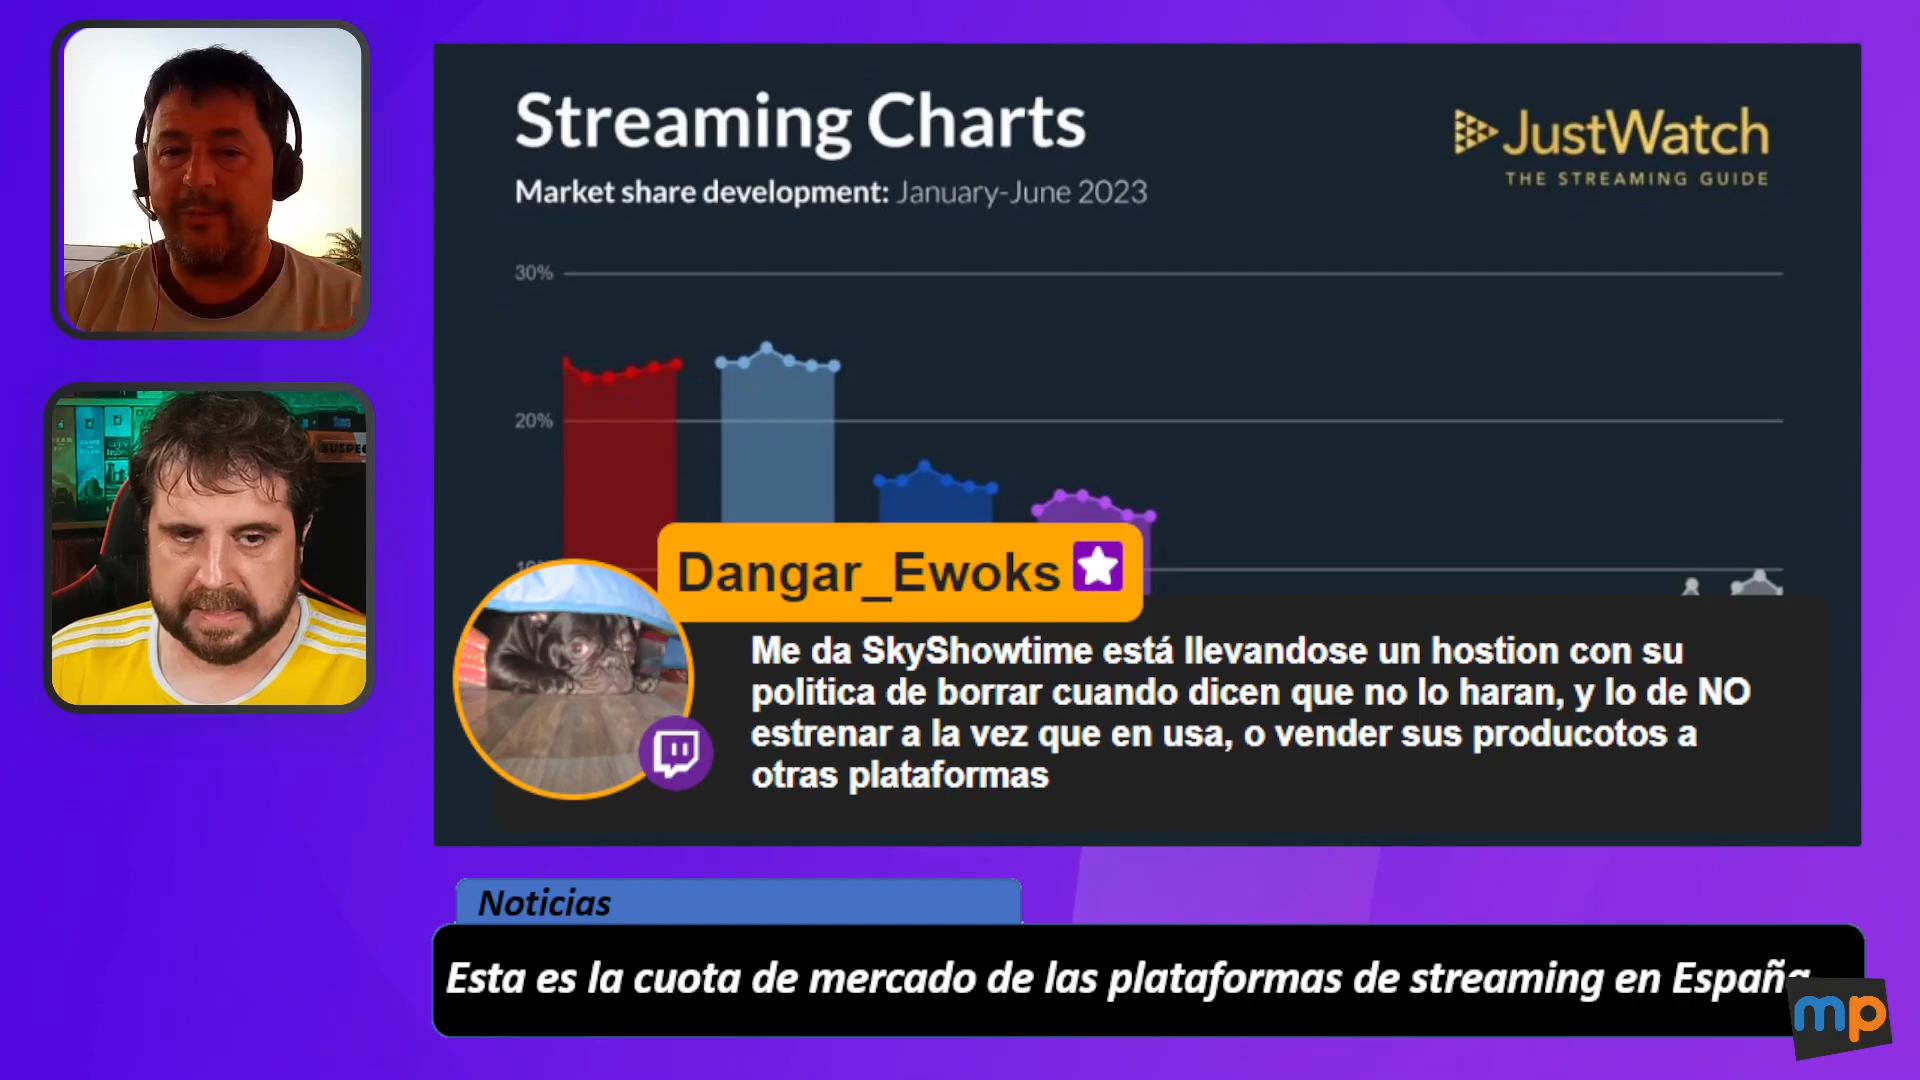 Streaming Charts
JustWatch
THE STREAMING GUIDE
Market share development: January-June 2023
30%
20%
Dangar_Ewoks
Me da SkyShowtime está llevandose un hostion con su
politica de borrar cuando dicen que no lo haran, y lo de NO
estrenar a la vez que en usa, o vender sus producotos a
otras plataformas
Noticias
Esta es la cuota de mercado de las plataformas de streaming en España
mp